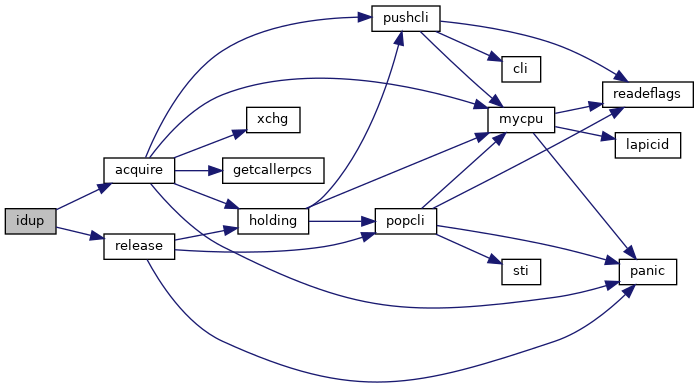 pushcli
cli
readeflags
xchg
mycpu
lapicid
acquire
getcallerpcs
idup
holding
popcli
release
sti
panic